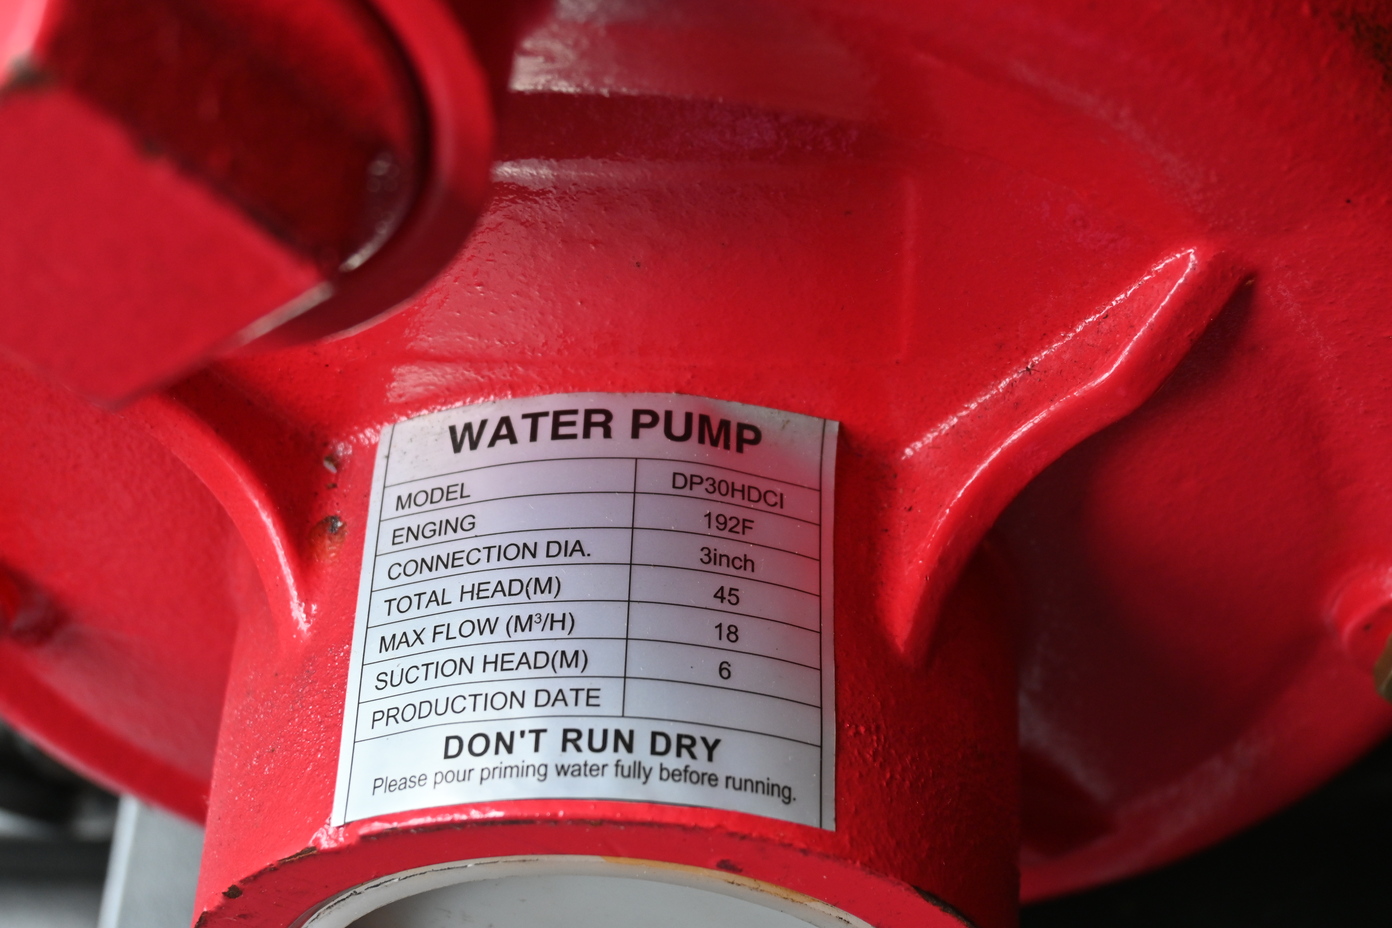 WATER PUMP
MODEL DP30HDCI
ENGING 192F
CONNECTION DIA. 3inch
TOTAL HEAD(M) 45
MAX FLOW (M³/H) 18
SUCTION HEAD(M) 6
PRODUCTION DATE
DON'T RUN DRY
Please pour priming water fully before running.